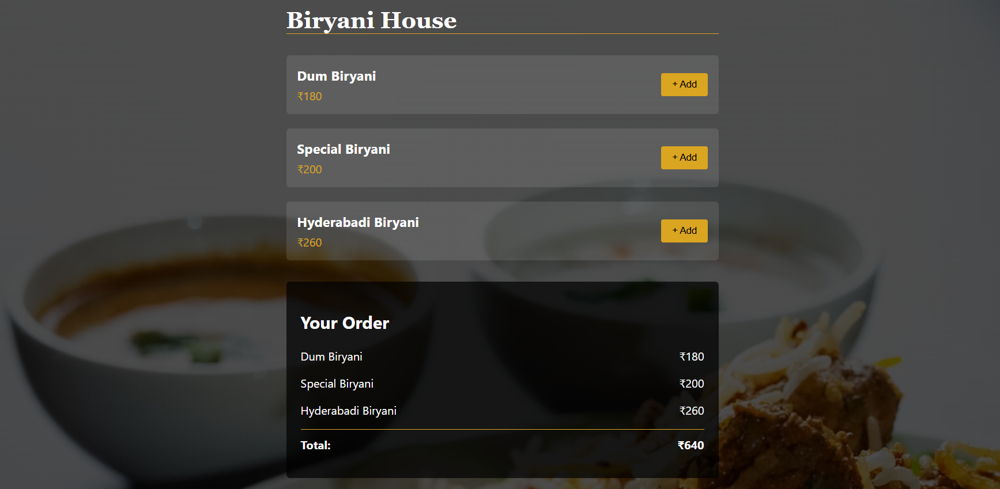 Biryani House
Dum Biryani
₹180
+ Add
Special Biryani
₹200
+ Add
Hyderabadi Biryani
₹260
+ Add
Your Order
Dum Biryani ₹180
Special Biryani ₹200
Hyderabadi Biryani ₹260
Total: ₹640